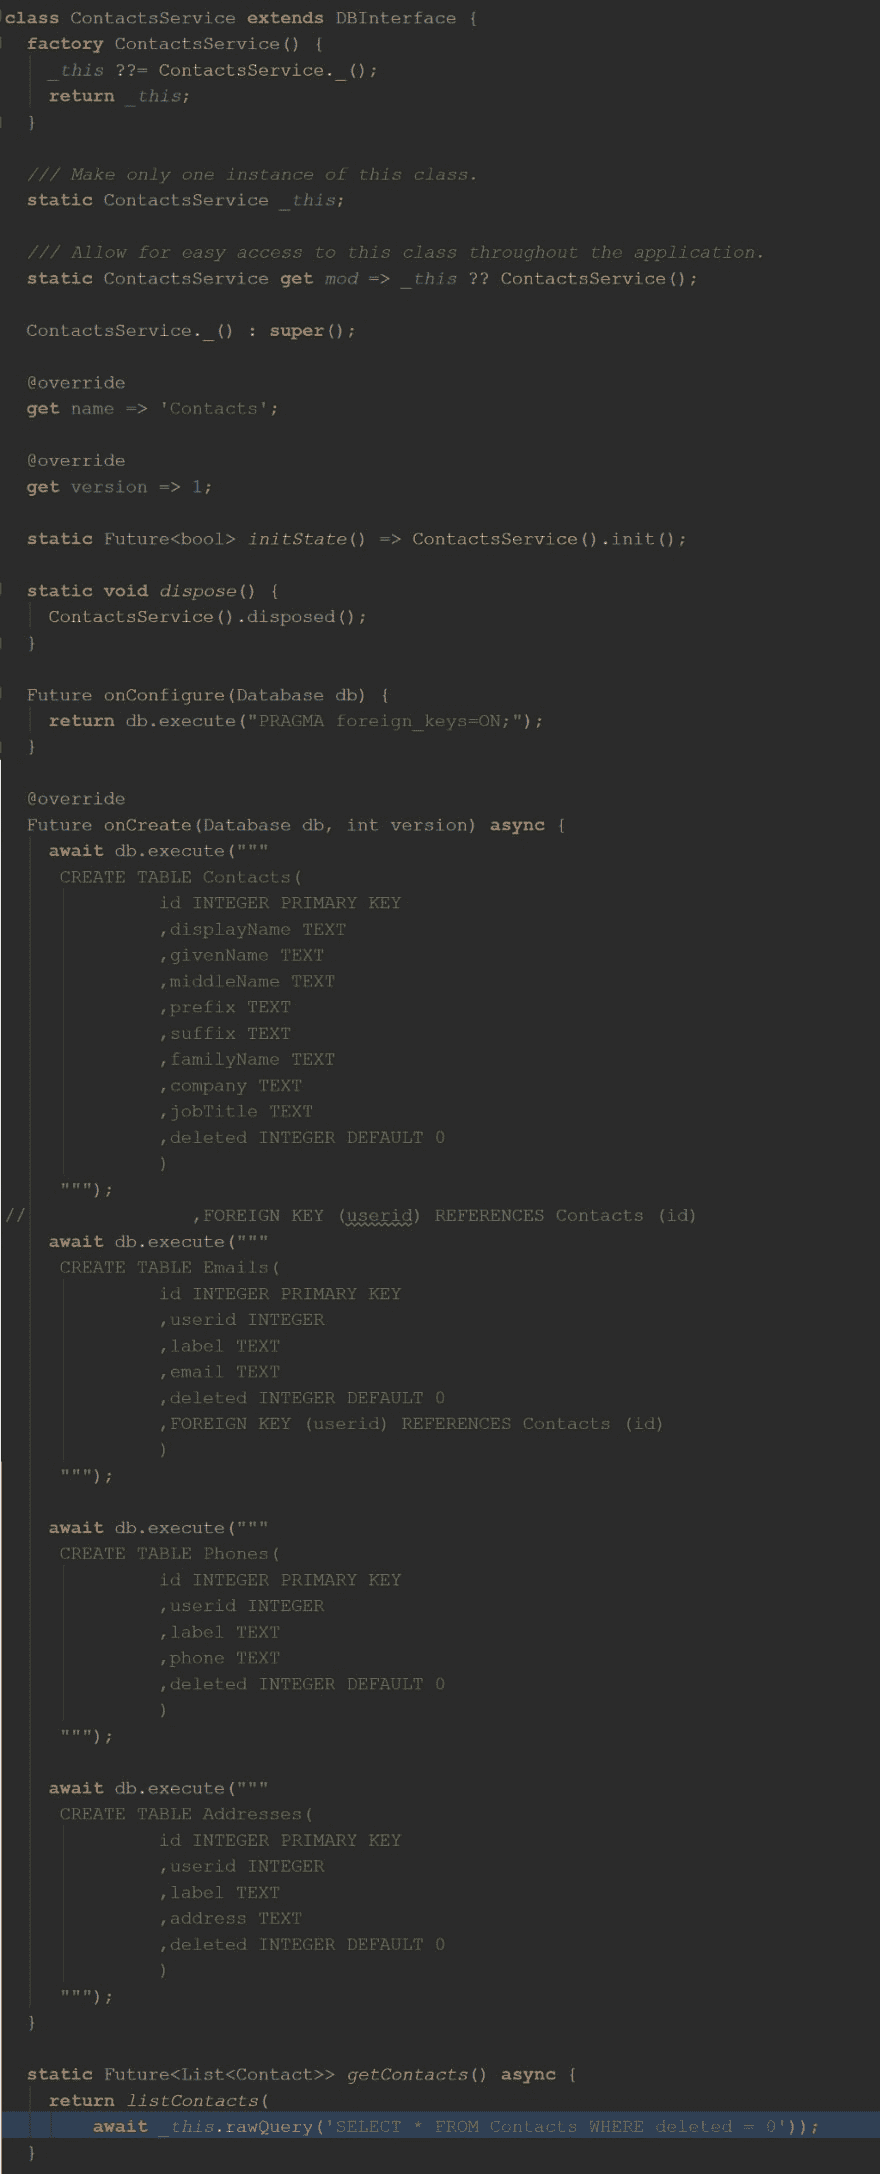 class ContactsService extends DBInterface {
factory ContactsService() {
_this ??= ContactsService._();
return _this;
}
/// Make only one instance of this class.
static ContactsService _this;
/// Allow for easy access to this class throughout the application.
static ContactsService get mod => _this ?? ContactsService();
ContactsService._() : super();
@override
get name => 'Contacts';
@override
get version => 1;
static Future<bool> initState() => ContactsService().init();
static void dispose() {
ContactsService().disposed();
}
Future onConfigure(Database db) {
return db.execute("PRAGMA foreign_keys=ON;");
}
@override
Future onCreate(Database db, int version) async {
await db.execute("""
CREATE TABLE Contacts(
id INTEGER PRIMARY KEY
,displayName TEXT
,givenName TEXT
,middleName TEXT
,prefix TEXT
,suffix TEXT
,familyName TEXT
,company TEXT
,jobTitle TEXT
,deleted INTEGER DEFAULT 0
)
""");
// ,FOREIGN KEY (userid) REFERENCES Contacts (id)
await db.execute("""
CREATE TABLE Emails(
id INTEGER PRIMARY KEY
,userid INTEGER
,label TEXT
,email TEXT
,deleted INTEGER DEFAULT 0
,FOREIGN KEY (userid) REFERENCES Contacts (id)
)
""");
await db.execute("""
CREATE TABLE Phones(
id INTEGER PRIMARY KEY
,userid INTEGER
,label TEXT
,phone TEXT
,deleted INTEGER DEFAULT 0
)
""");
await db.execute("""
CREATE TABLE Addresses(
id INTEGER PRIMARY KEY
,userid INTEGER
,label TEXT
,address TEXT
,deleted INTEGER DEFAULT 0
)
""");
}
static Future<List<Contact>> getContacts() async {
return listContacts(
await _this.rawQuery('SELECT * FROM Contacts WHERE deleted = 0'));
}